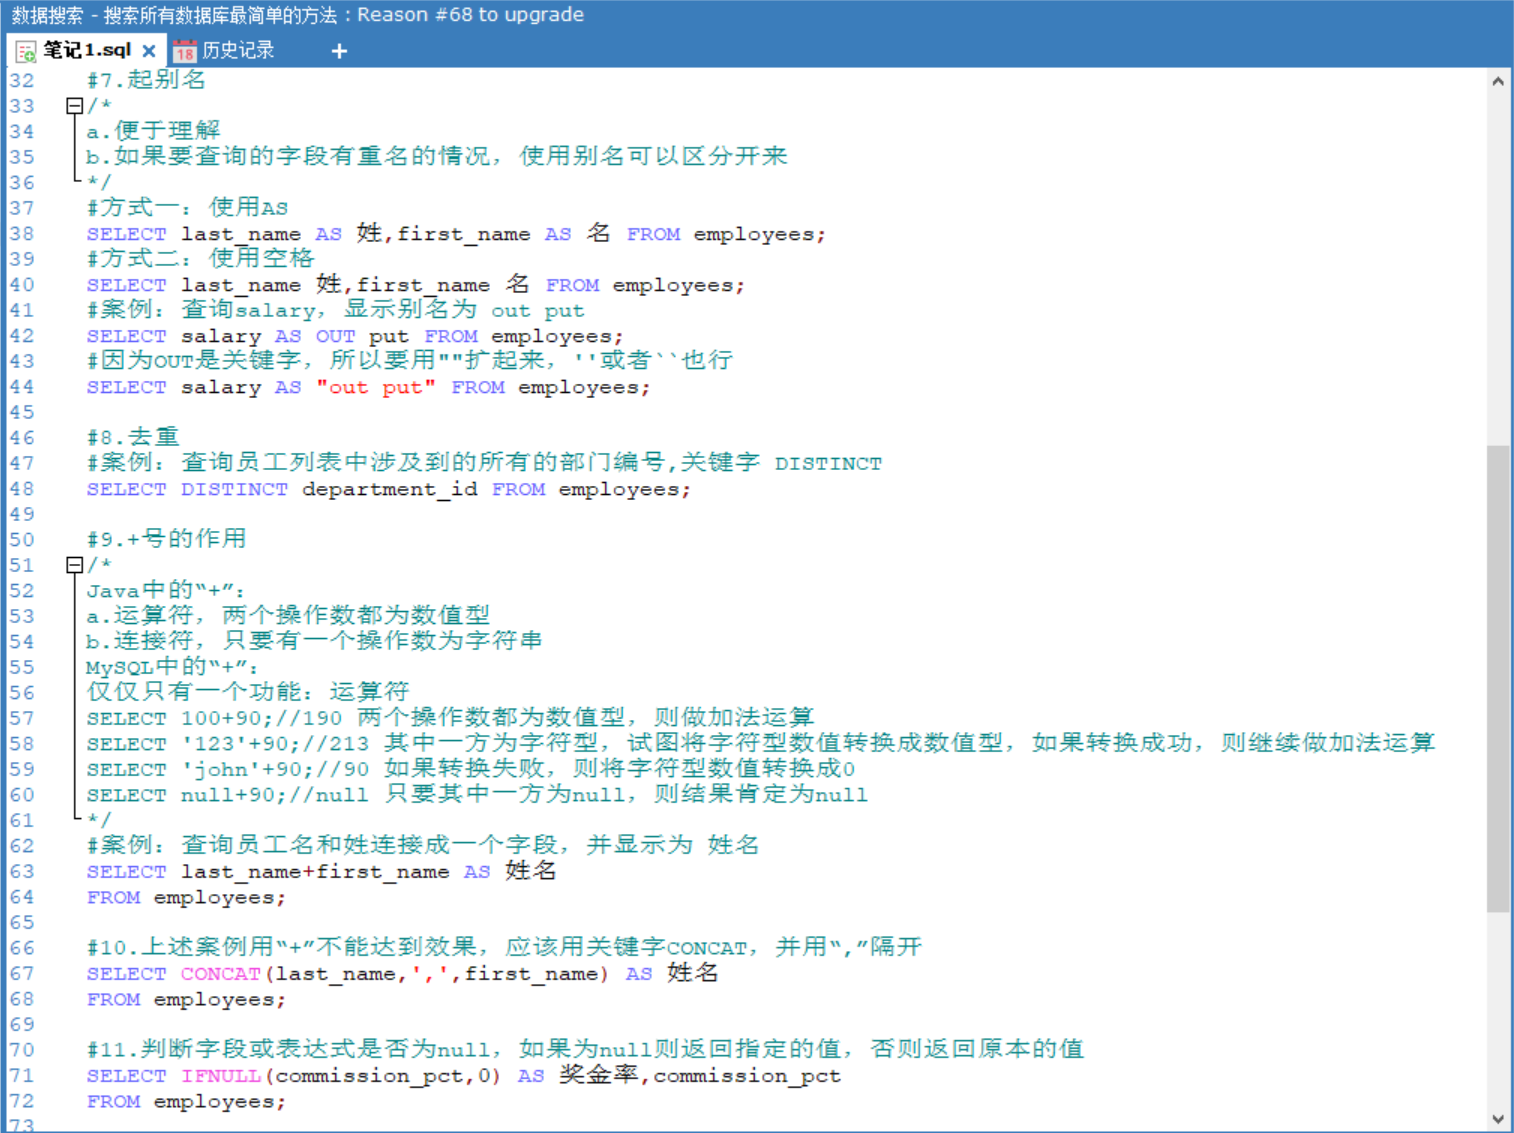 数据搜索 - 搜索所有数据库最简单的方法 : Reason #68 to upgrade
笔记1.sql × 18 历史记录 +
32 #7.起别名
33 /*
34 a.便于理解
35 b.如果要查询的字段有重名的情况，使用别名可以区分开来
36 */
37 #方式一：使用AS
38 SELECT last_name AS 姓,first_name AS 名 FROM employees;
39 #方式二：使用空格
40 SELECT last_name 姓,first_name 名 FROM employees;
41 #案例：查询salary，显示别名为 out put
42 SELECT salary AS OUT put FROM employees;
43 #因为OUT是关键字，所以要用""扩起来，''或者``也行
44 SELECT salary AS "out put" FROM employees;
45
46 #8.去重
47 #案例：查询员工列表中涉及到的所有的部门编号,关键字 DISTINCT
48 SELECT DISTINCT department_id FROM employees;
49
50 #9.+号的作用
51 /*
52 Java中的“+”：
53 a.运算符，两个操作数都为数值型
54 b.连接符，只要有一个操作数为字符串
55 MySQL中的“+”：
56 仅仅只有一个功能：运算符
57 SELECT 100+90;//190 两个操作数都为数值型，则做加法运算
58 SELECT '123'+90;//213 其中一方为字符型，试图将字符型数值转换成数值型，如果转换成功，则继续做加法运算
59 SELECT 'john'+90;//90 如果转换失败，则将字符型数值转换成0
60 SELECT null+90;//null 只要其中一方为null，则结果肯定为null
61 */
62 #案例：查询员工名和姓连接成一个字段，并显示为 姓名
63 SELECT last_name+first_name AS 姓名
64 FROM employees;
65
66 #10.上述案例用“+”不能达到效果，应该用关键字CONCAT，并用“,”隔开
67 SELECT CONCAT(last_name,',',first_name) AS 姓名
68 FROM employees;
69
70 #11.判断字段或表达式是否为null，如果为null则返回指定的值，否则返回原本的值
71 SELECT IFNULL(commission_pct,0) AS 奖金率,commission_pct
72 FROM employees;
73